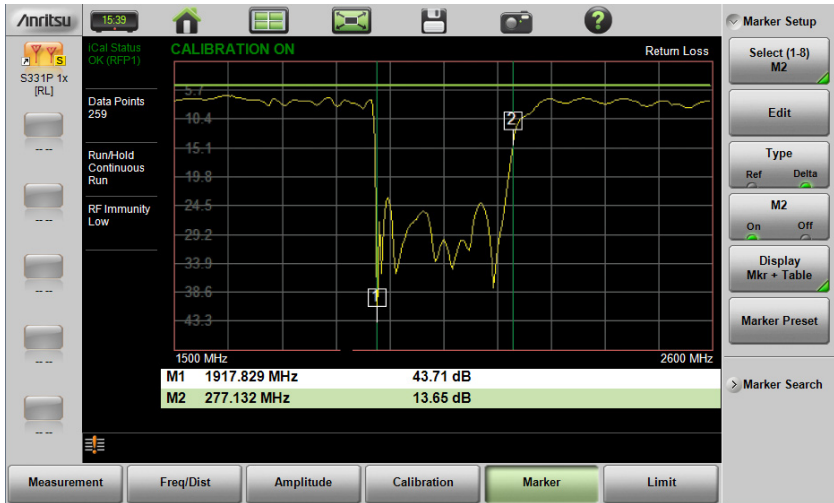 Anritsu
15:39
Marker Setup
iCal Status
OK (RFP1)
CALIBRATION ON
Return Loss
S331P 1x
[RL]
Data Points
259
Run/Hold
Continuous
Run
RF Immunity
Low
-- --
-- --
-- --
-- --
-- --
5.7
10.4
15.1
19.8
24.5
29.2
33.9
38.6
43.3
2
1
1500 MHz
2600 MHz
M1 1917.829 MHz 43.71 dB
M2 277.132 MHz 13.65 dB
Select (1-8)
M2
Edit
Type
Ref Delta
M2
On Off
Display
Mkr + Table
Marker Preset
Marker Search
Measurement
Freq/Dist
Amplitude
Calibration
Marker
Limit